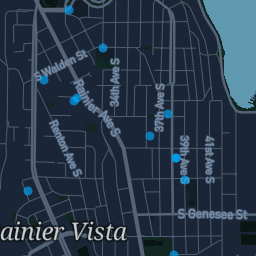 S Walden St
34th Ave S
Rainier Ave S
37th Ave S
Renton Ave S
39th Ave S
41st Ave S
S Genesee St
ainier Vista